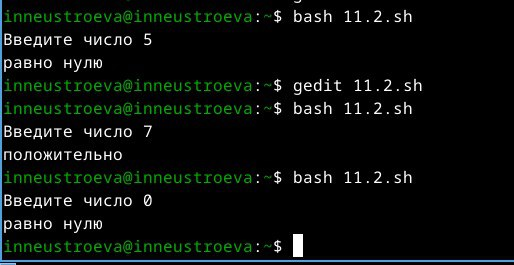 inneustroeva@inneustroeva:~$ bash 11.2.sh
Введите число 5
равно нулю
inneustroeva@inneustroeva:~$ gedit 11.2.sh
inneustroeva@inneustroeva:~$ bash 11.2.sh
Введите число 7
положительно
inneustroeva@inneustroeva:~$ bash 11.2.sh
Введите число 0
равно нулю
inneustroeva@inneustroeva:~$